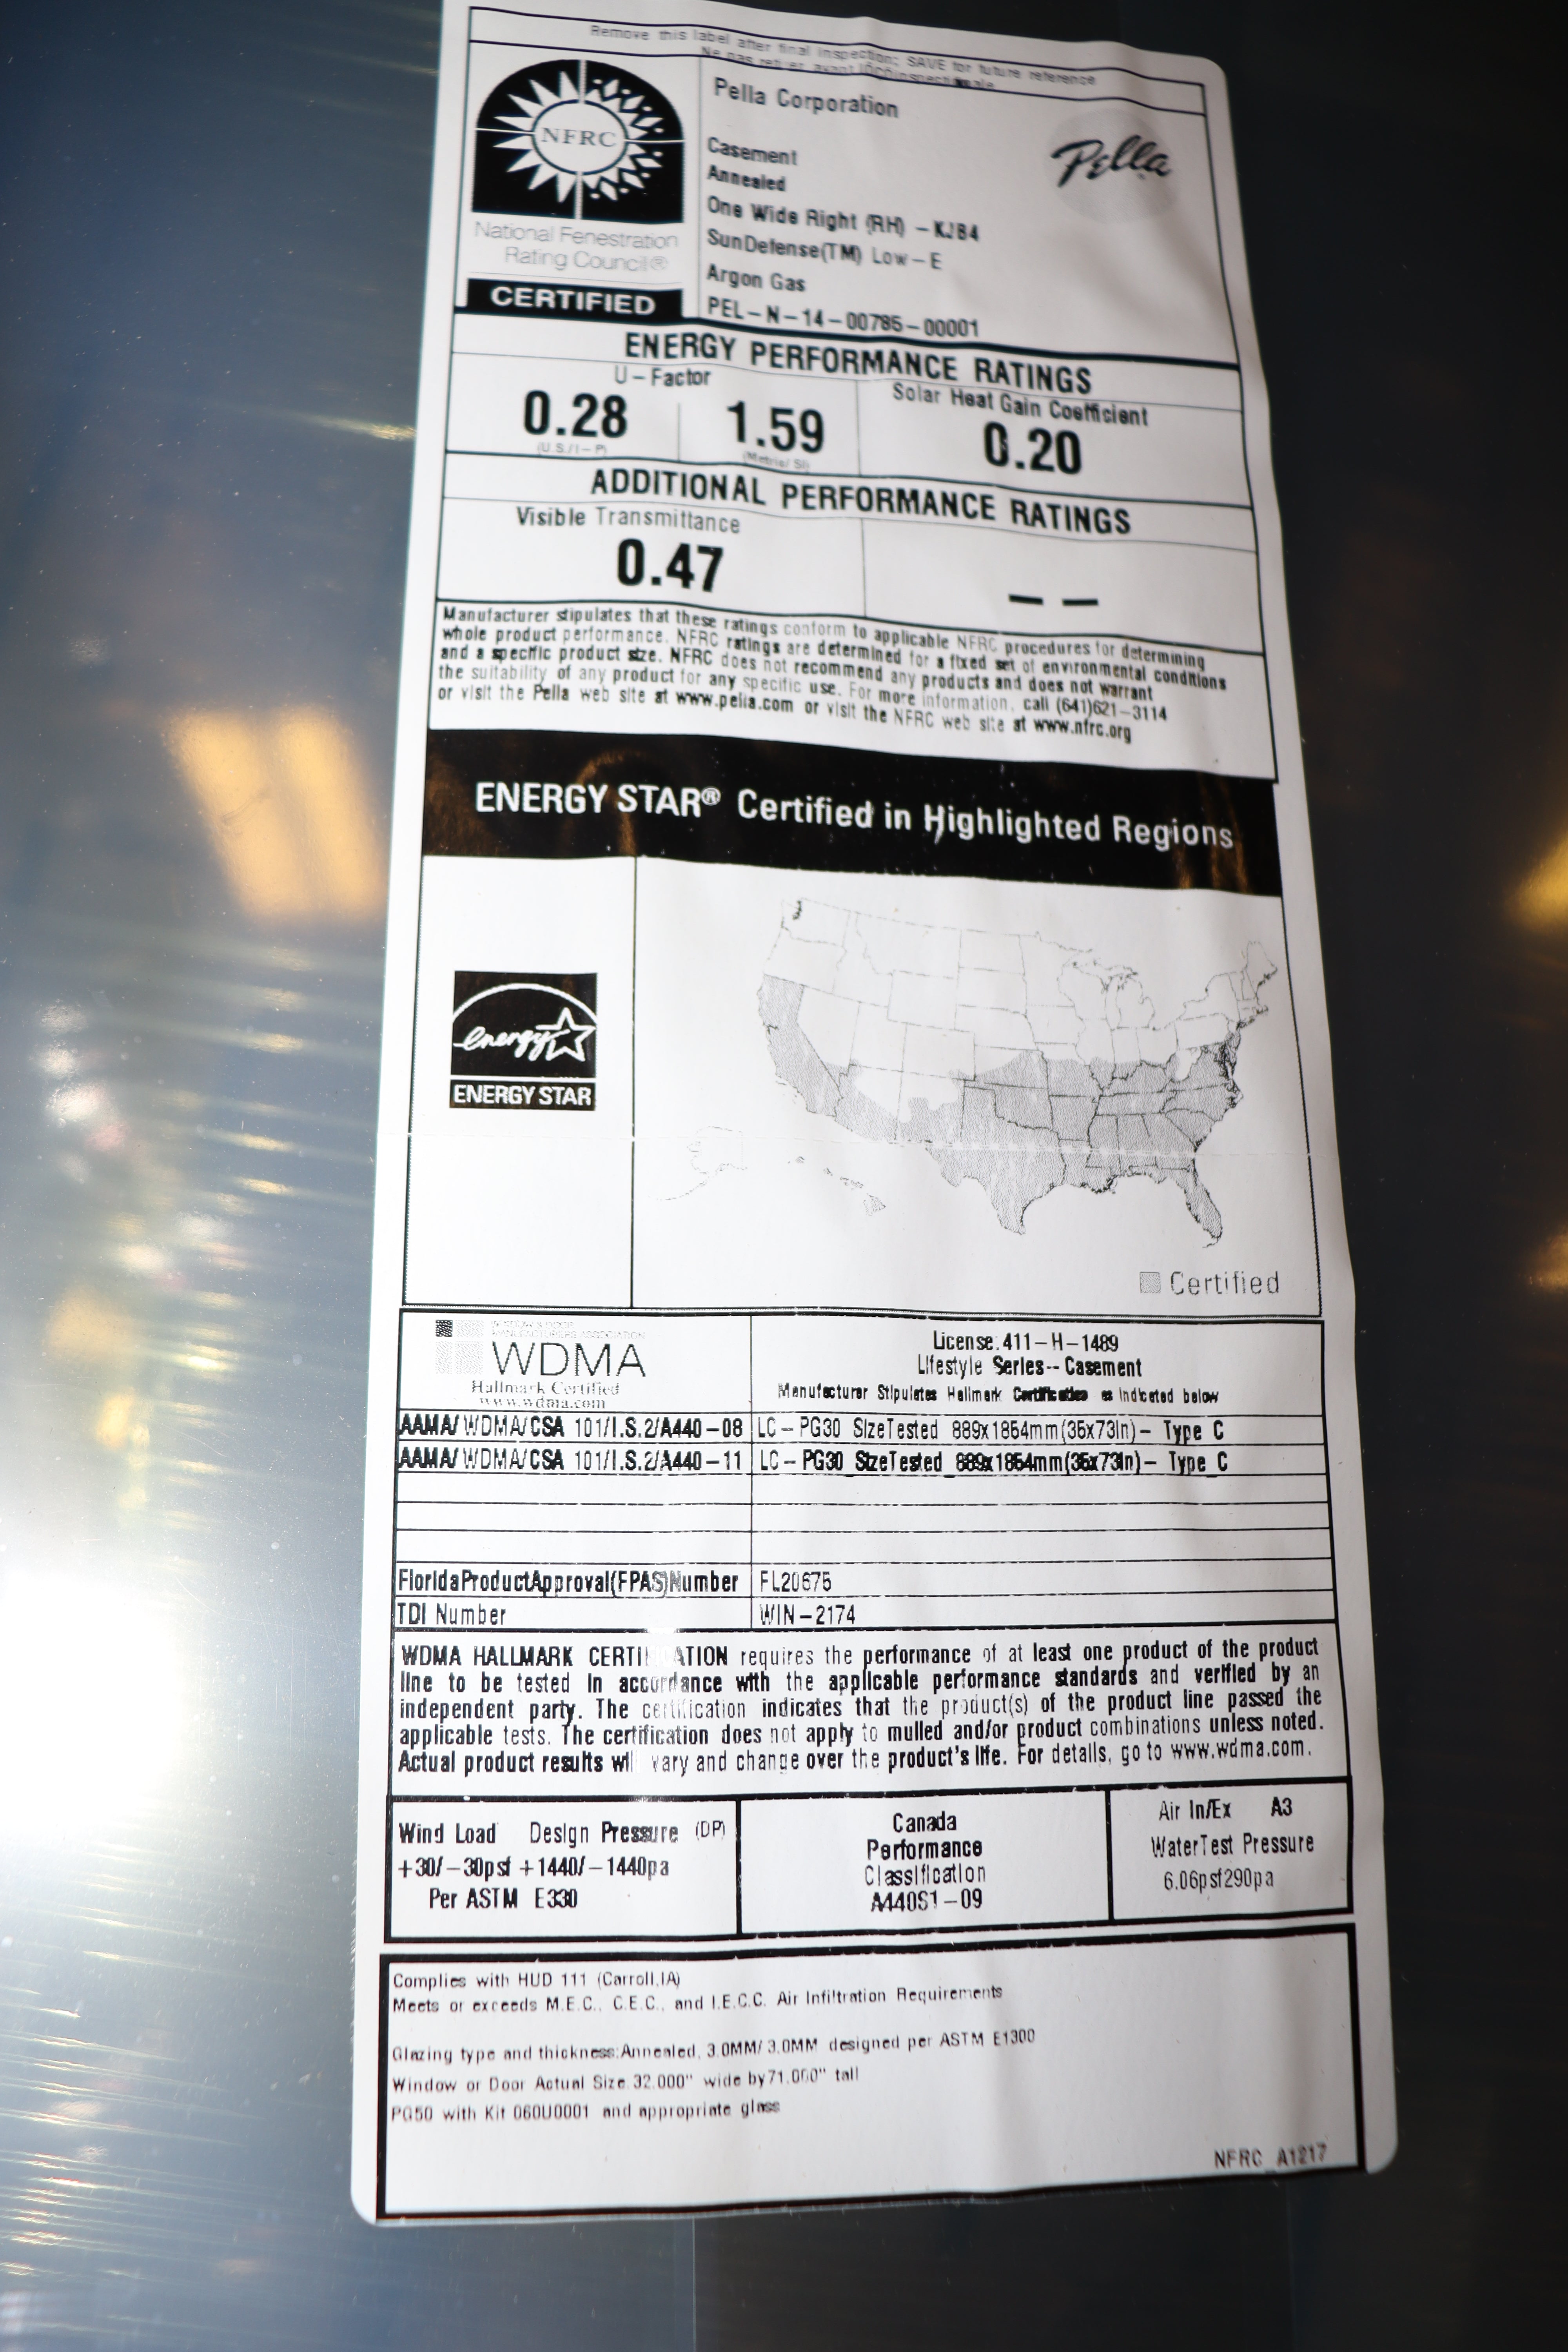 Remove this label after final inspection; SAVE for future reference
NFRC
National Fenestration
Rating Council®
CERTIFIED
Pella Corporation
Pella
Casement
Annealed
One Wide Right (RH) - KJB4
SunDefense(TM) Low-E
Argon Gas
PEL-N-14-00785-00001
ENERGY PERFORMANCE RATINGS
U-Factor
Solar Heat Gain Coefficient
0.28
1.59
0.20
(U.S./I-P)
(Metric/SI)
ADDITIONAL PERFORMANCE RATINGS
Visible Transmittance
0.47
— —
Manufacturer stipulates that these ratings conform to applicable NFRC procedures for determining
whole product performance. NFRC ratings are determined for a fixed set of environmental conditions
and a specific product size. NFRC does not recommend any products and does not warrant
the suitability of any product for any specific use. For more information, call (641)621-3114
or visit the Pella web site at www.pella.com or visit the NFRC web site at www.nfrc.org
ENERGY STAR® Certified in Highlighted Regions
energy
ENERGY STAR
Certified
WINDOW & DOOR
MANUFACTURERS ASSOCIATION
WDMA
Hallmark Certified
www.wdma.com
License: 411-H-1489
Lifestyle Series -- Casement
Manufacturer Stipulates Hallmark Certification as indicated below
AAMA/WDMA/CSA 101/I.S.2/A440-08 LC-PG30 SizeTested 889x1854mm(35x73in)- Type C
AAMA/WDMA/CSA 101/I.S.2/A440-11 LC-PG30 SizeTested 889x1854mm(35x73in)- Type C
FloridaProductApproval(FPAS)Number FL20675
TDI Number WIN-2174
WDMA HALLMARK CERTIFICATION requires the performance of at least one product of the product
line to be tested in accordance with the applicable performance standards and verified by an
independent party. The certification indicates that the product(s) of the product line passed the
applicable tests. The certification does not apply to mulled and/or product combinations unless noted.
Actual product results will vary and change over the product's life. For details, go to www.wdma.com.
Wind Load Design Pressure (DP)
+30/-30psf +1440/-1440pa
Per ASTM E330
Canada
Performance
Classification
A440S1-09
Air In/Ex A3
WaterTest Pressure
6.06psf290pa
Complies with HUD 111 (Carroll,IA)
Meets or exceeds M.E.C., C.E.C., and I.E.C.C. Air Infiltration Requirements
Glazing type and thickness:Annealed, 3.0MM/ 3.0MM designed per ASTM E1300
Window or Door Actual Size 32.000" wide by71.000" tall
PG50 with Kit 060U0001 and appropriate glass
NFRC A1217